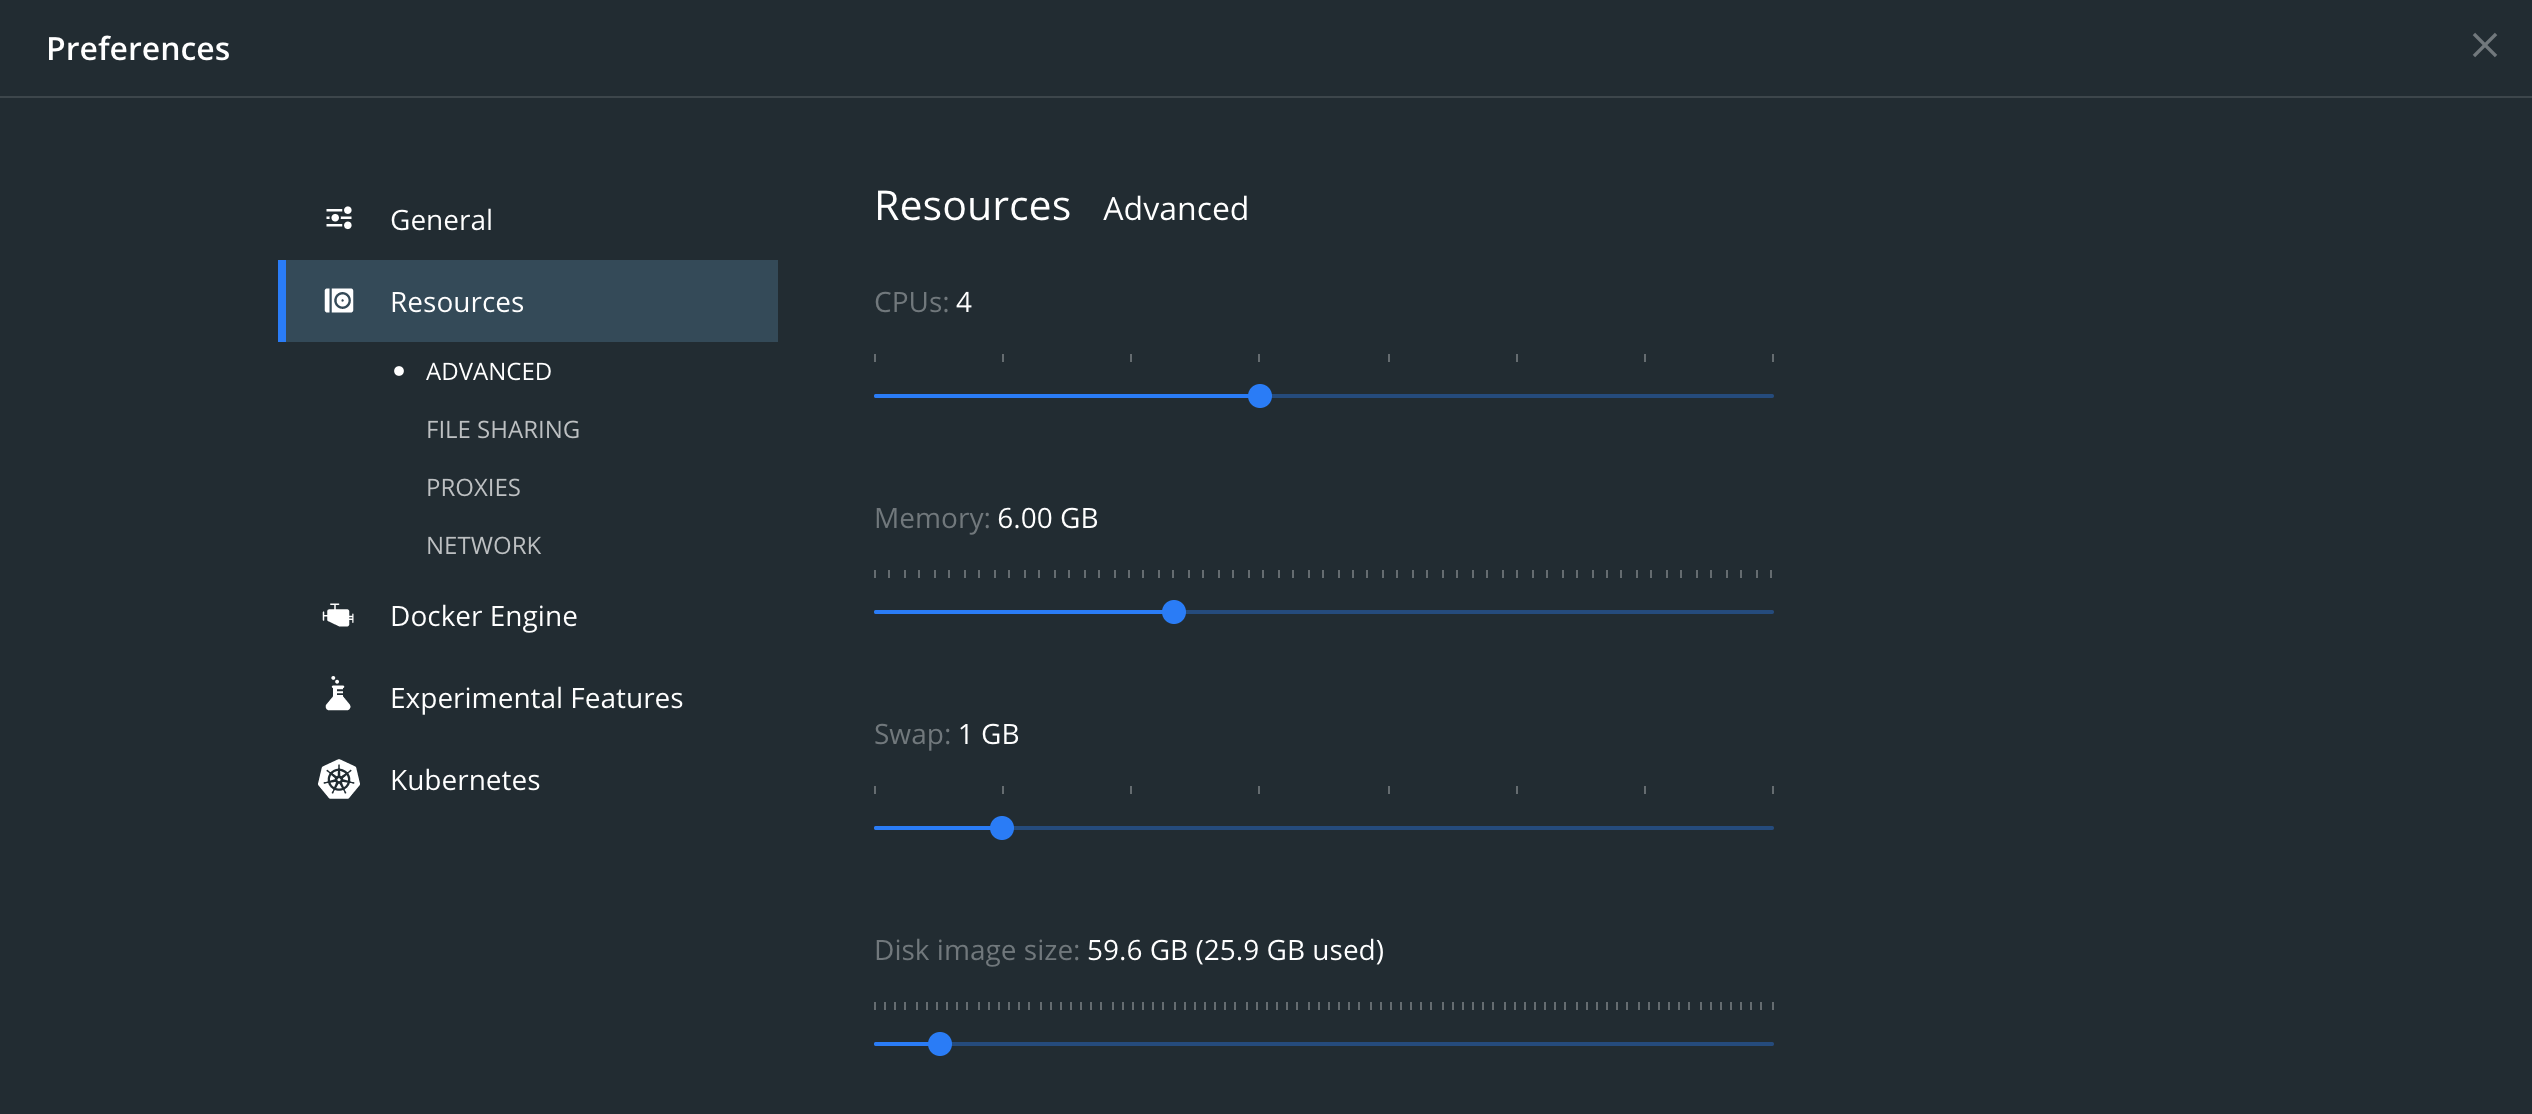 Preferences
General
Resources
ADVANCED
FILE SHARING
PROXIES
NETWORK
Docker Engine
Experimental Features
Kubernetes
Resources Advanced
CPUs: 4
Memory: 6.00 GB
Swap: 1 GB
Disk image size: 59.6 GB (25.9 GB used)